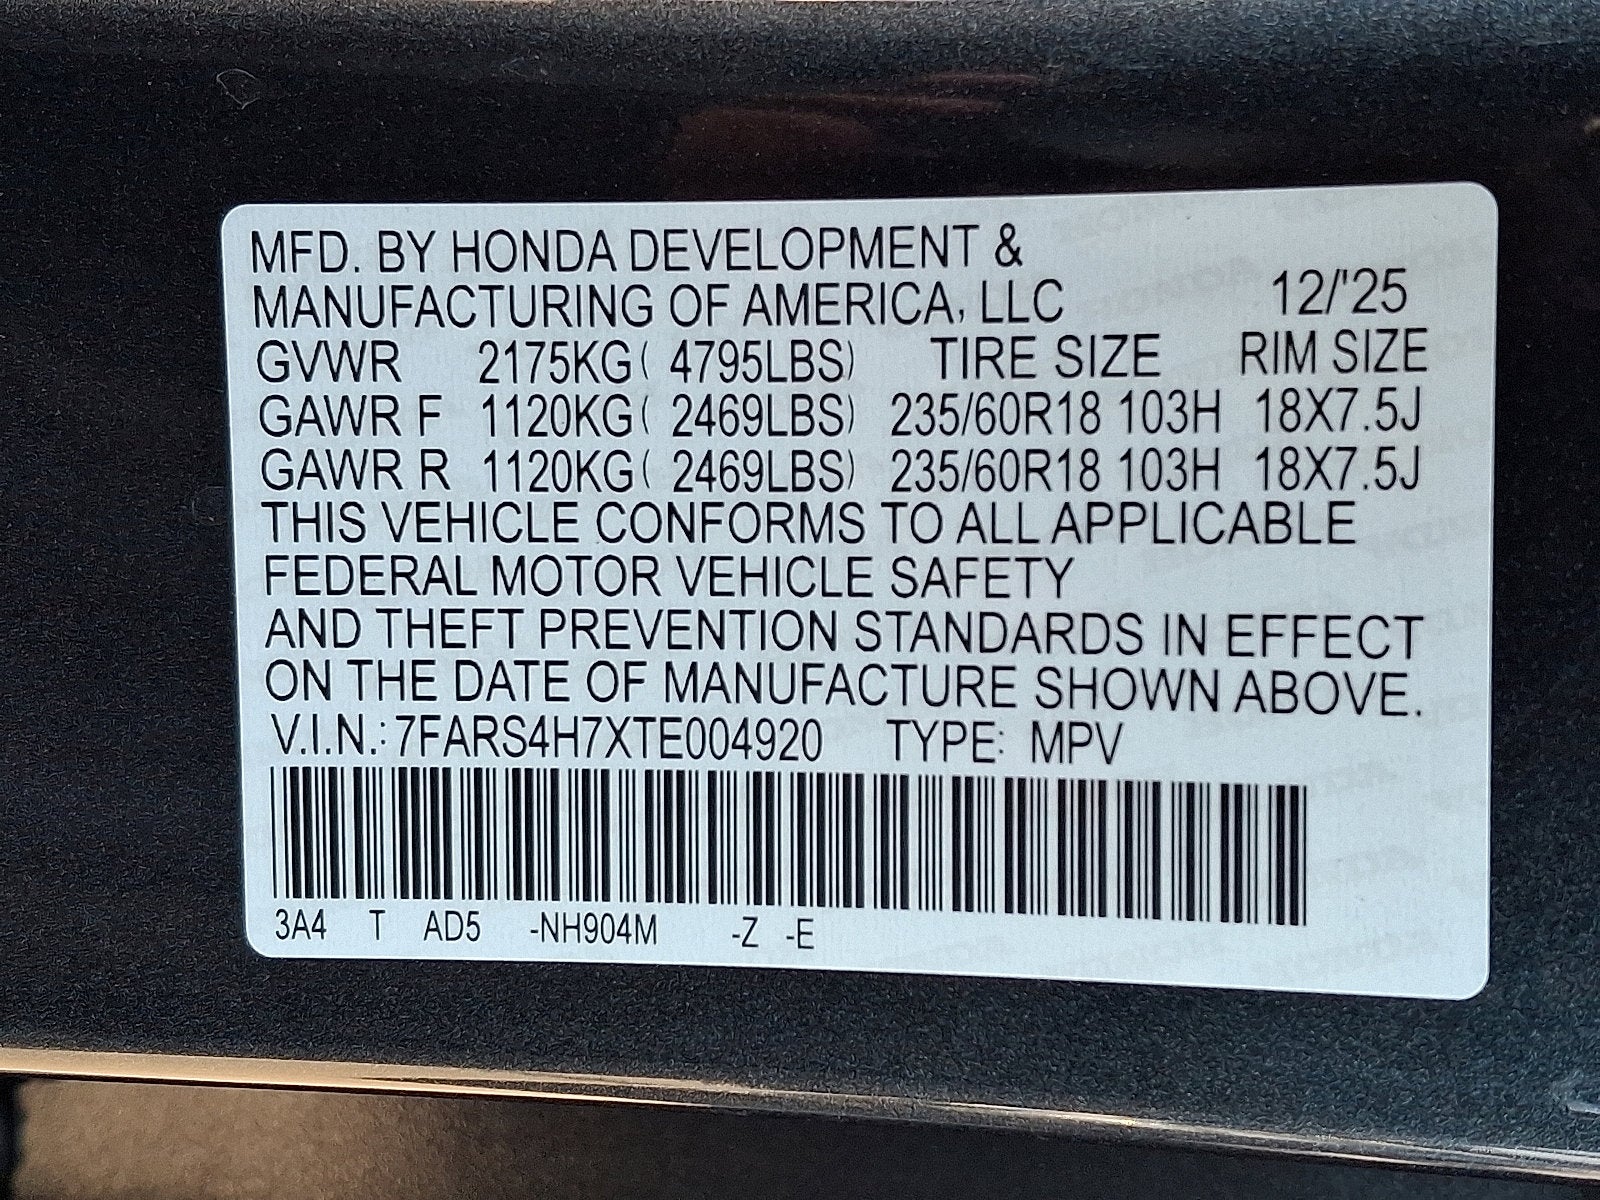 MFD. BY HONDA DEVELOPMENT &
MANUFACTURING OF AMERICA, LLC 12/'25
GVWR 2175KG( 4795LBS) TIRE SIZE RIM SIZE
GAWR F 1120KG( 2469LBS) 235/60R18 103H 18X7.5J
GAWR R 1120KG( 2469LBS) 235/60R18 103H 18X7.5J
THIS VEHICLE CONFORMS TO ALL APPLICABLE
FEDERAL MOTOR VEHICLE SAFETY
AND THEFT PREVENTION STANDARDS IN EFFECT
ON THE DATE OF MANUFACTURE SHOWN ABOVE.
V.I.N.: 7FARS4H7XTE004920 TYPE: MPV
3A4 T AD5 -NH904M -Z -E